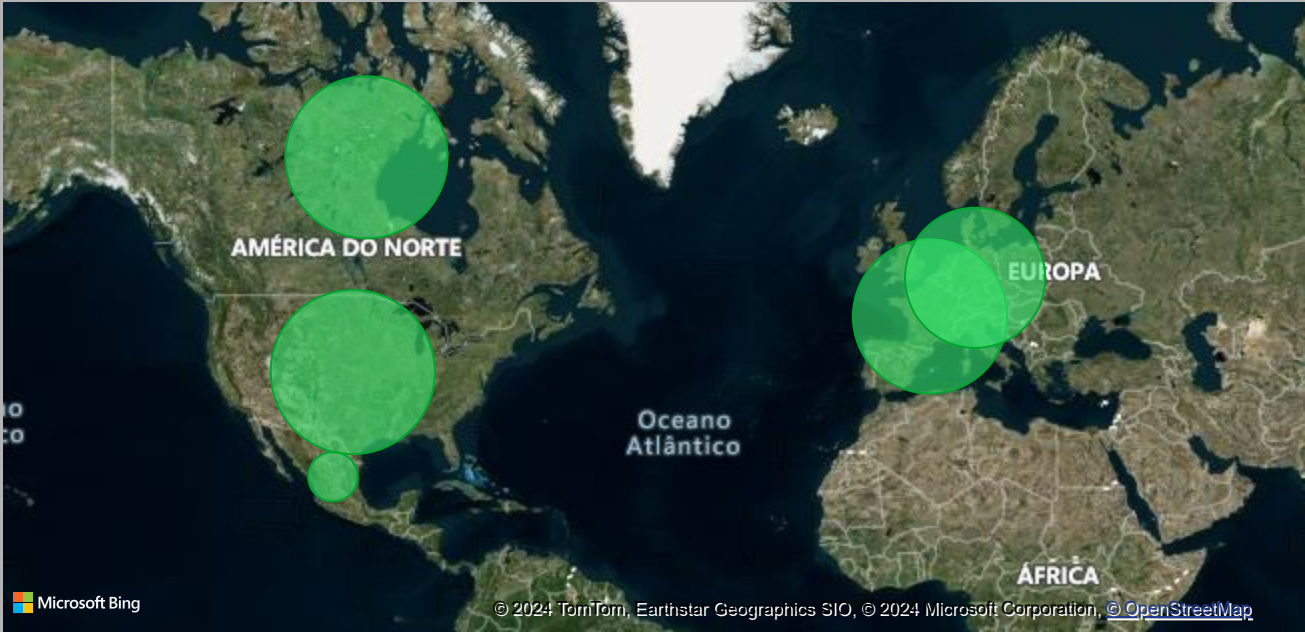 AMÉRICA DO NORTE
EUROPA
Oceano
Atlântico
ÁFRICA
Microsoft Bing
© 2024 TomTom, Earthstar Geographics SIO, © 2024 Microsoft Corporation, © OpenStreetMap